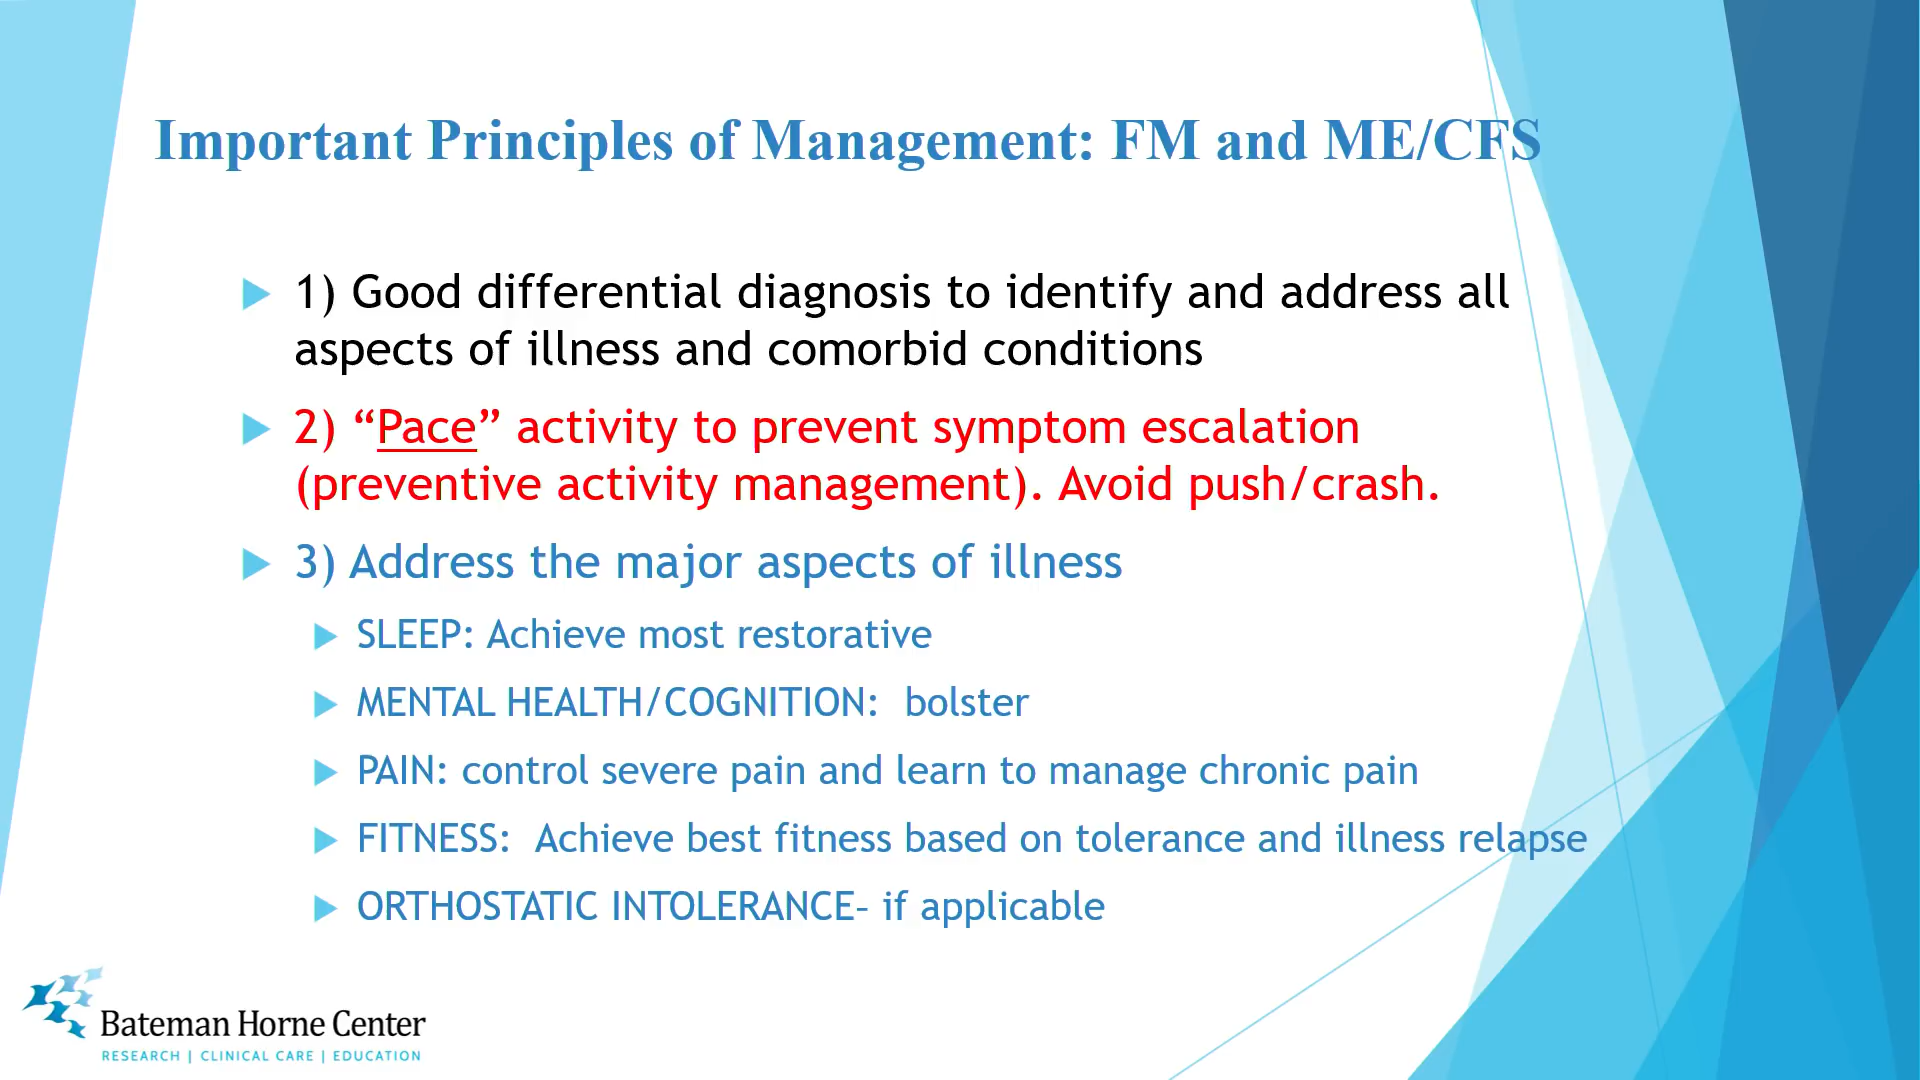 Important Principles of Management: FM and ME/CFS
1) Good differential diagnosis to identify and address all
aspects of illness and comorbid conditions
2) “Pace” activity to prevent symptom escalation
(preventive activity management). Avoid push/crash.
3) Address the major aspects of illness
SLEEP: Achieve most restorative
MENTAL HEALTH/COGNITION:  bolster
PAIN: control severe pain and learn to manage chronic pain
FITNESS:  Achieve best fitness based on tolerance and illness relapse
ORTHOSTATIC INTOLERANCE– if applicable
Bateman Horne Center
RESEARCH | CLINICAL CARE | EDUCATION